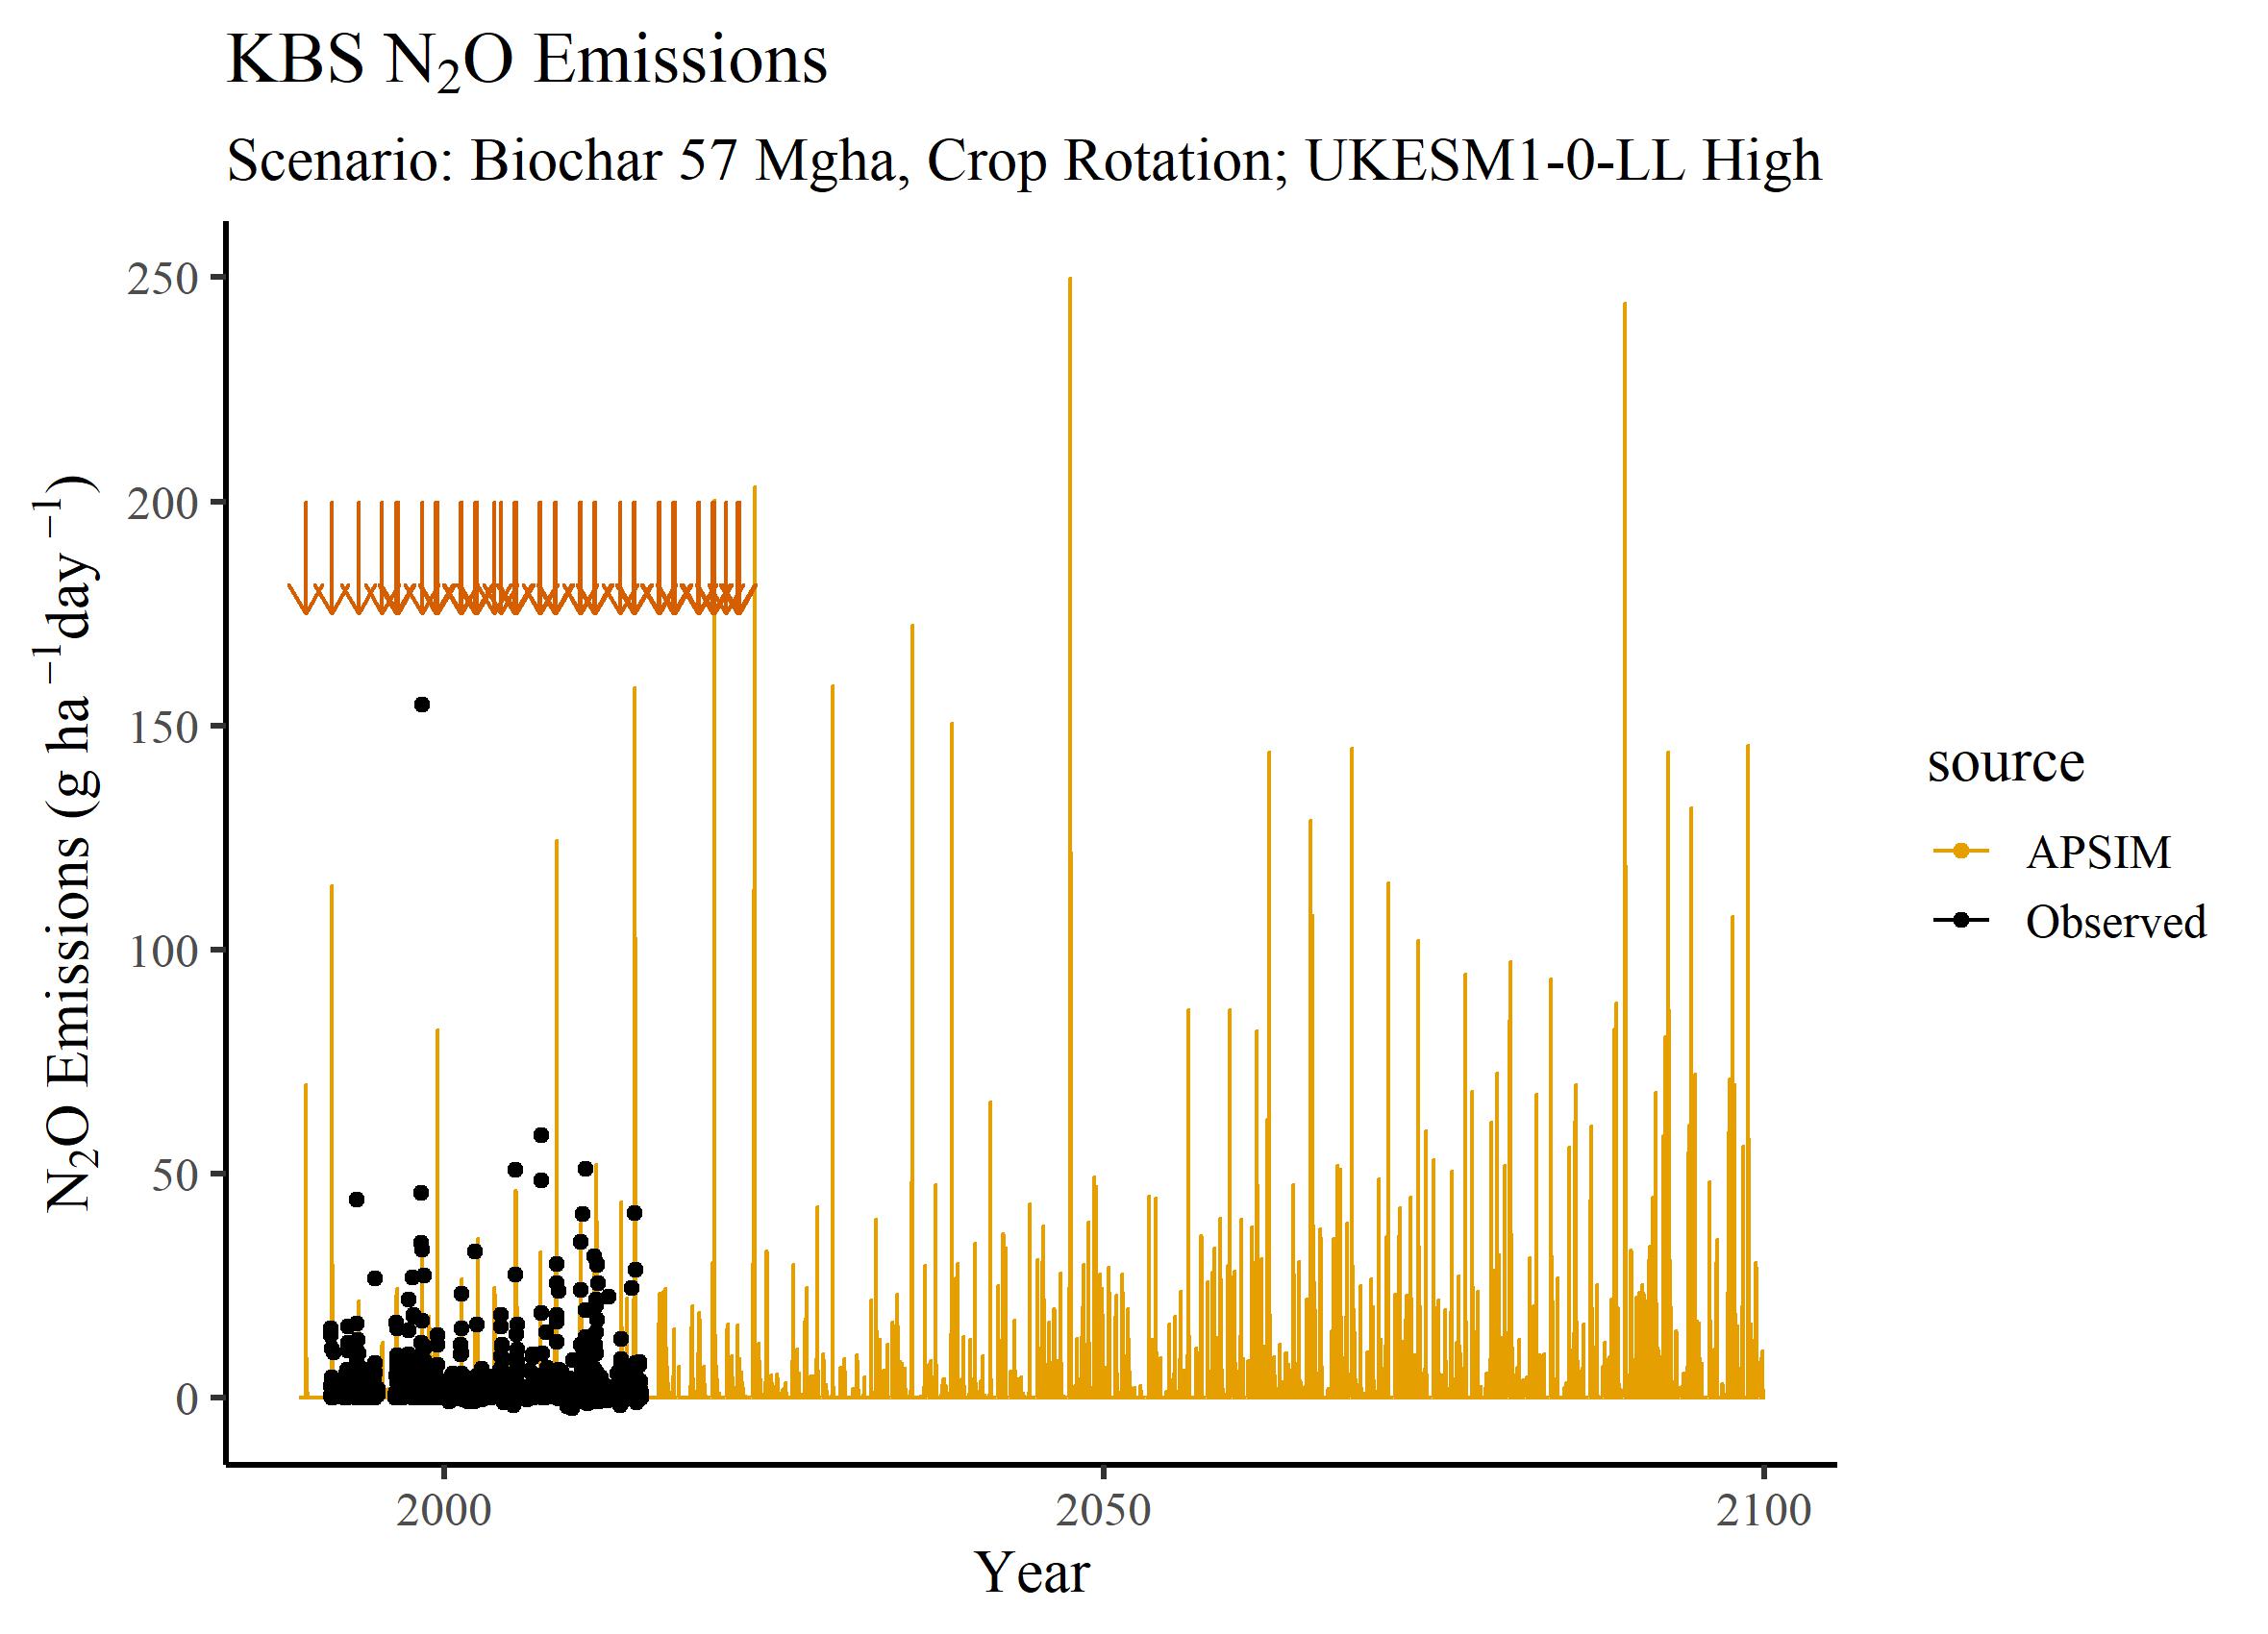 KBS N₂O Emissions
Scenario: Biochar 57 Mgha, Crop Rotation; UKESM1-0-LL High
N₂O Emissions (g ha⁻¹day⁻¹)
250
200
150
100
50
0
2000 2050 2100
Year
source
APSIM
Observed